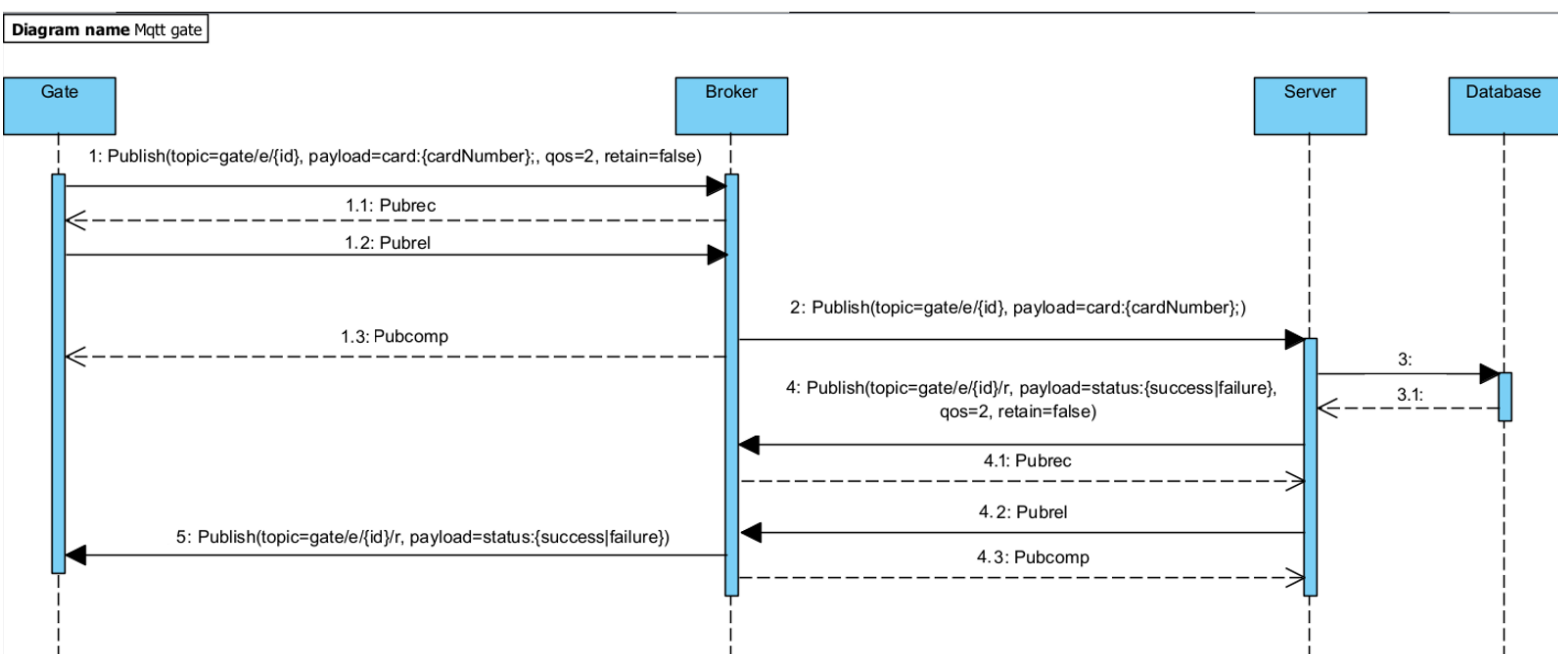 Diagram name Mqtt gate
Gate
Broker
Server
Database
1: Publish(topic=gate/e/{id}, payload=card:{cardNumber};, qos=2, retain=false)
1.1: Pubrec
1.2: Pubrel
2: Publish(topic=gate/e/{id}, payload=card:{cardNumber};)
1.3: Pubcomp
3:
4: Publish(topic=gate/e/{id}/r, payload=status:{success|failure},
qos=2, retain=false)
3.1:
4.1: Pubrec
4.2: Pubrel
5: Publish(topic=gate/e/{id}/r, payload=status:{success|failure})
4.3: Pubcomp